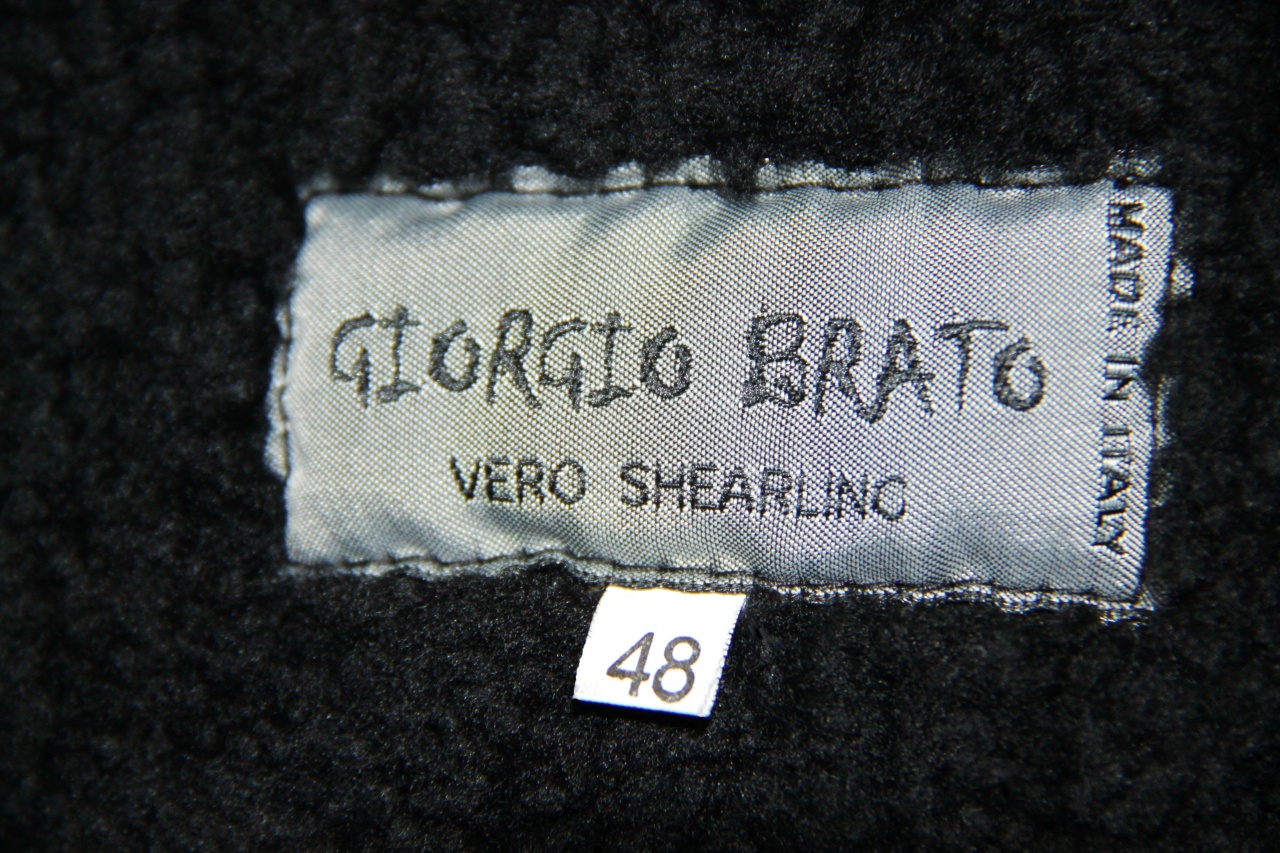 GIORGIO BRATO
VERO SHEARLING
MADE IN ITALY
48